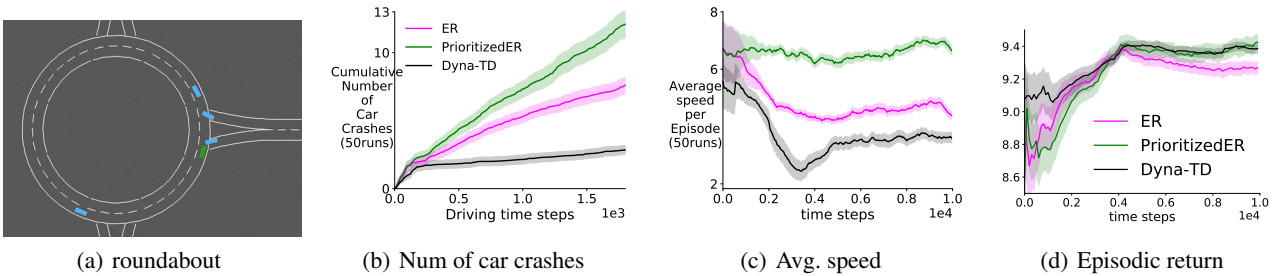 13
10
0
Cumulative
Number
of
Car
Crashes
(50runs)
ER
PrioritizedER
Dyna-TD
0.0 0.5 1.0 1.5
Driving time steps 1e3
8
6
2
Average
speed
per
Episode
(50runs)
0.0 0.2 0.4 0.6 0.8 1.0
time steps 1e4
9.4
9.2
9.0
8.8
8.6
ER
PrioritizedER
Dyna-TD
0.0 0.2 0.4 0.6 0.8 1.0
time steps 1e4
(a) roundabout
(b) Num of car crashes
(c) Avg. speed
(d) Episodic return